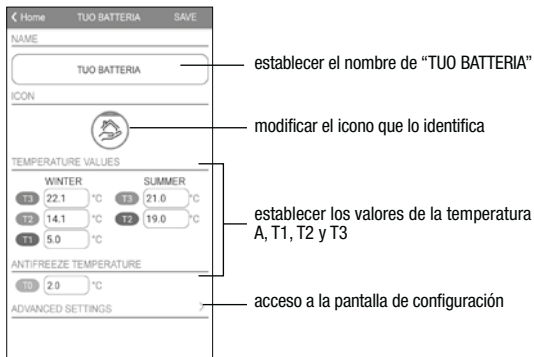 < Home TUO BATTERIA SAVE
NAME
TUO BATTERIA
establecer el nombre de “TUO BATTERIA”
ICON
modificar el icono que lo identifica
TEMPERATURE VALUES
WINTER SUMMER
T3 22.1 °C T3 21.0 °C
T2 14.1 °C T2 19.0 °C
T1 5.0 °C
establecer los valores de la temperatura
A, T1, T2 y T3
ANTIFREEZE TEMPERATURE
T0 2.0 °C
ADVANCED SETTINGS >
acceso a la pantalla de configuración